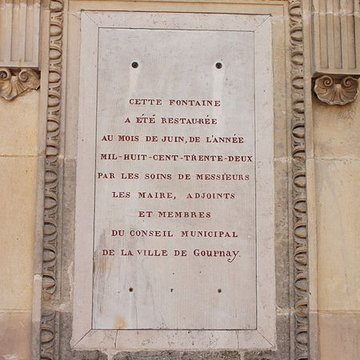 CETTE FONTAINE
A ÉTÉ RESTAURÉE
AU MOIS DE JUIN, DE L'ANNÉE
MIL-HUIT-CENT-TRENTE-DEUX
PAR LES SOINS DE MESSIEURS
LES MAIRE, ADJOINTS
ET MEMBRES
DU CONSEIL MUNICIPAL
DE LA VILLE DE GOURNAY.